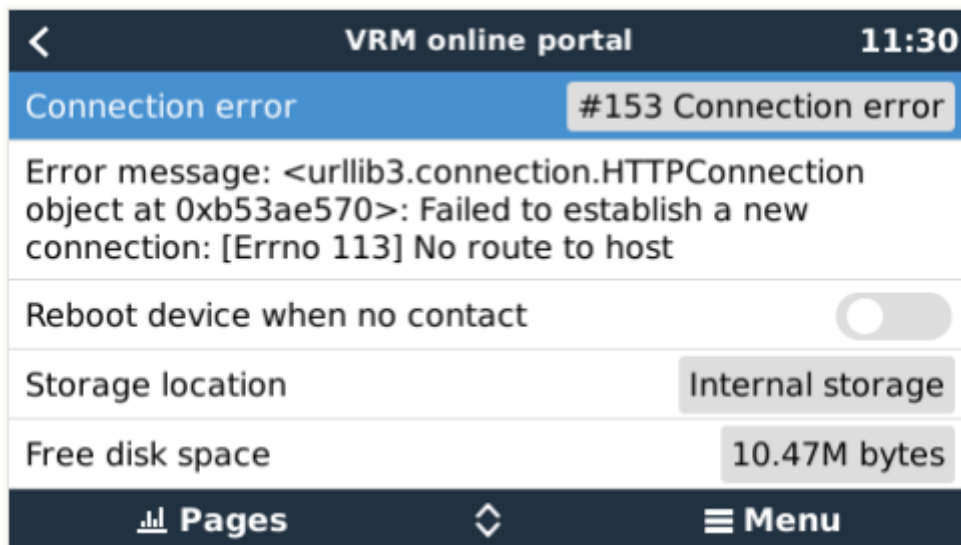 VRM online portal
11:30
Connection error
#153 Connection error
Error message: <urllib3.connection.HTTPConnection
object at 0xb53ae570>: Failed to establish a new
connection: [Errno 113] No route to host
Reboot device when no contact
Storage location
Internal storage
Free disk space
10.47M bytes
Pages
Menu